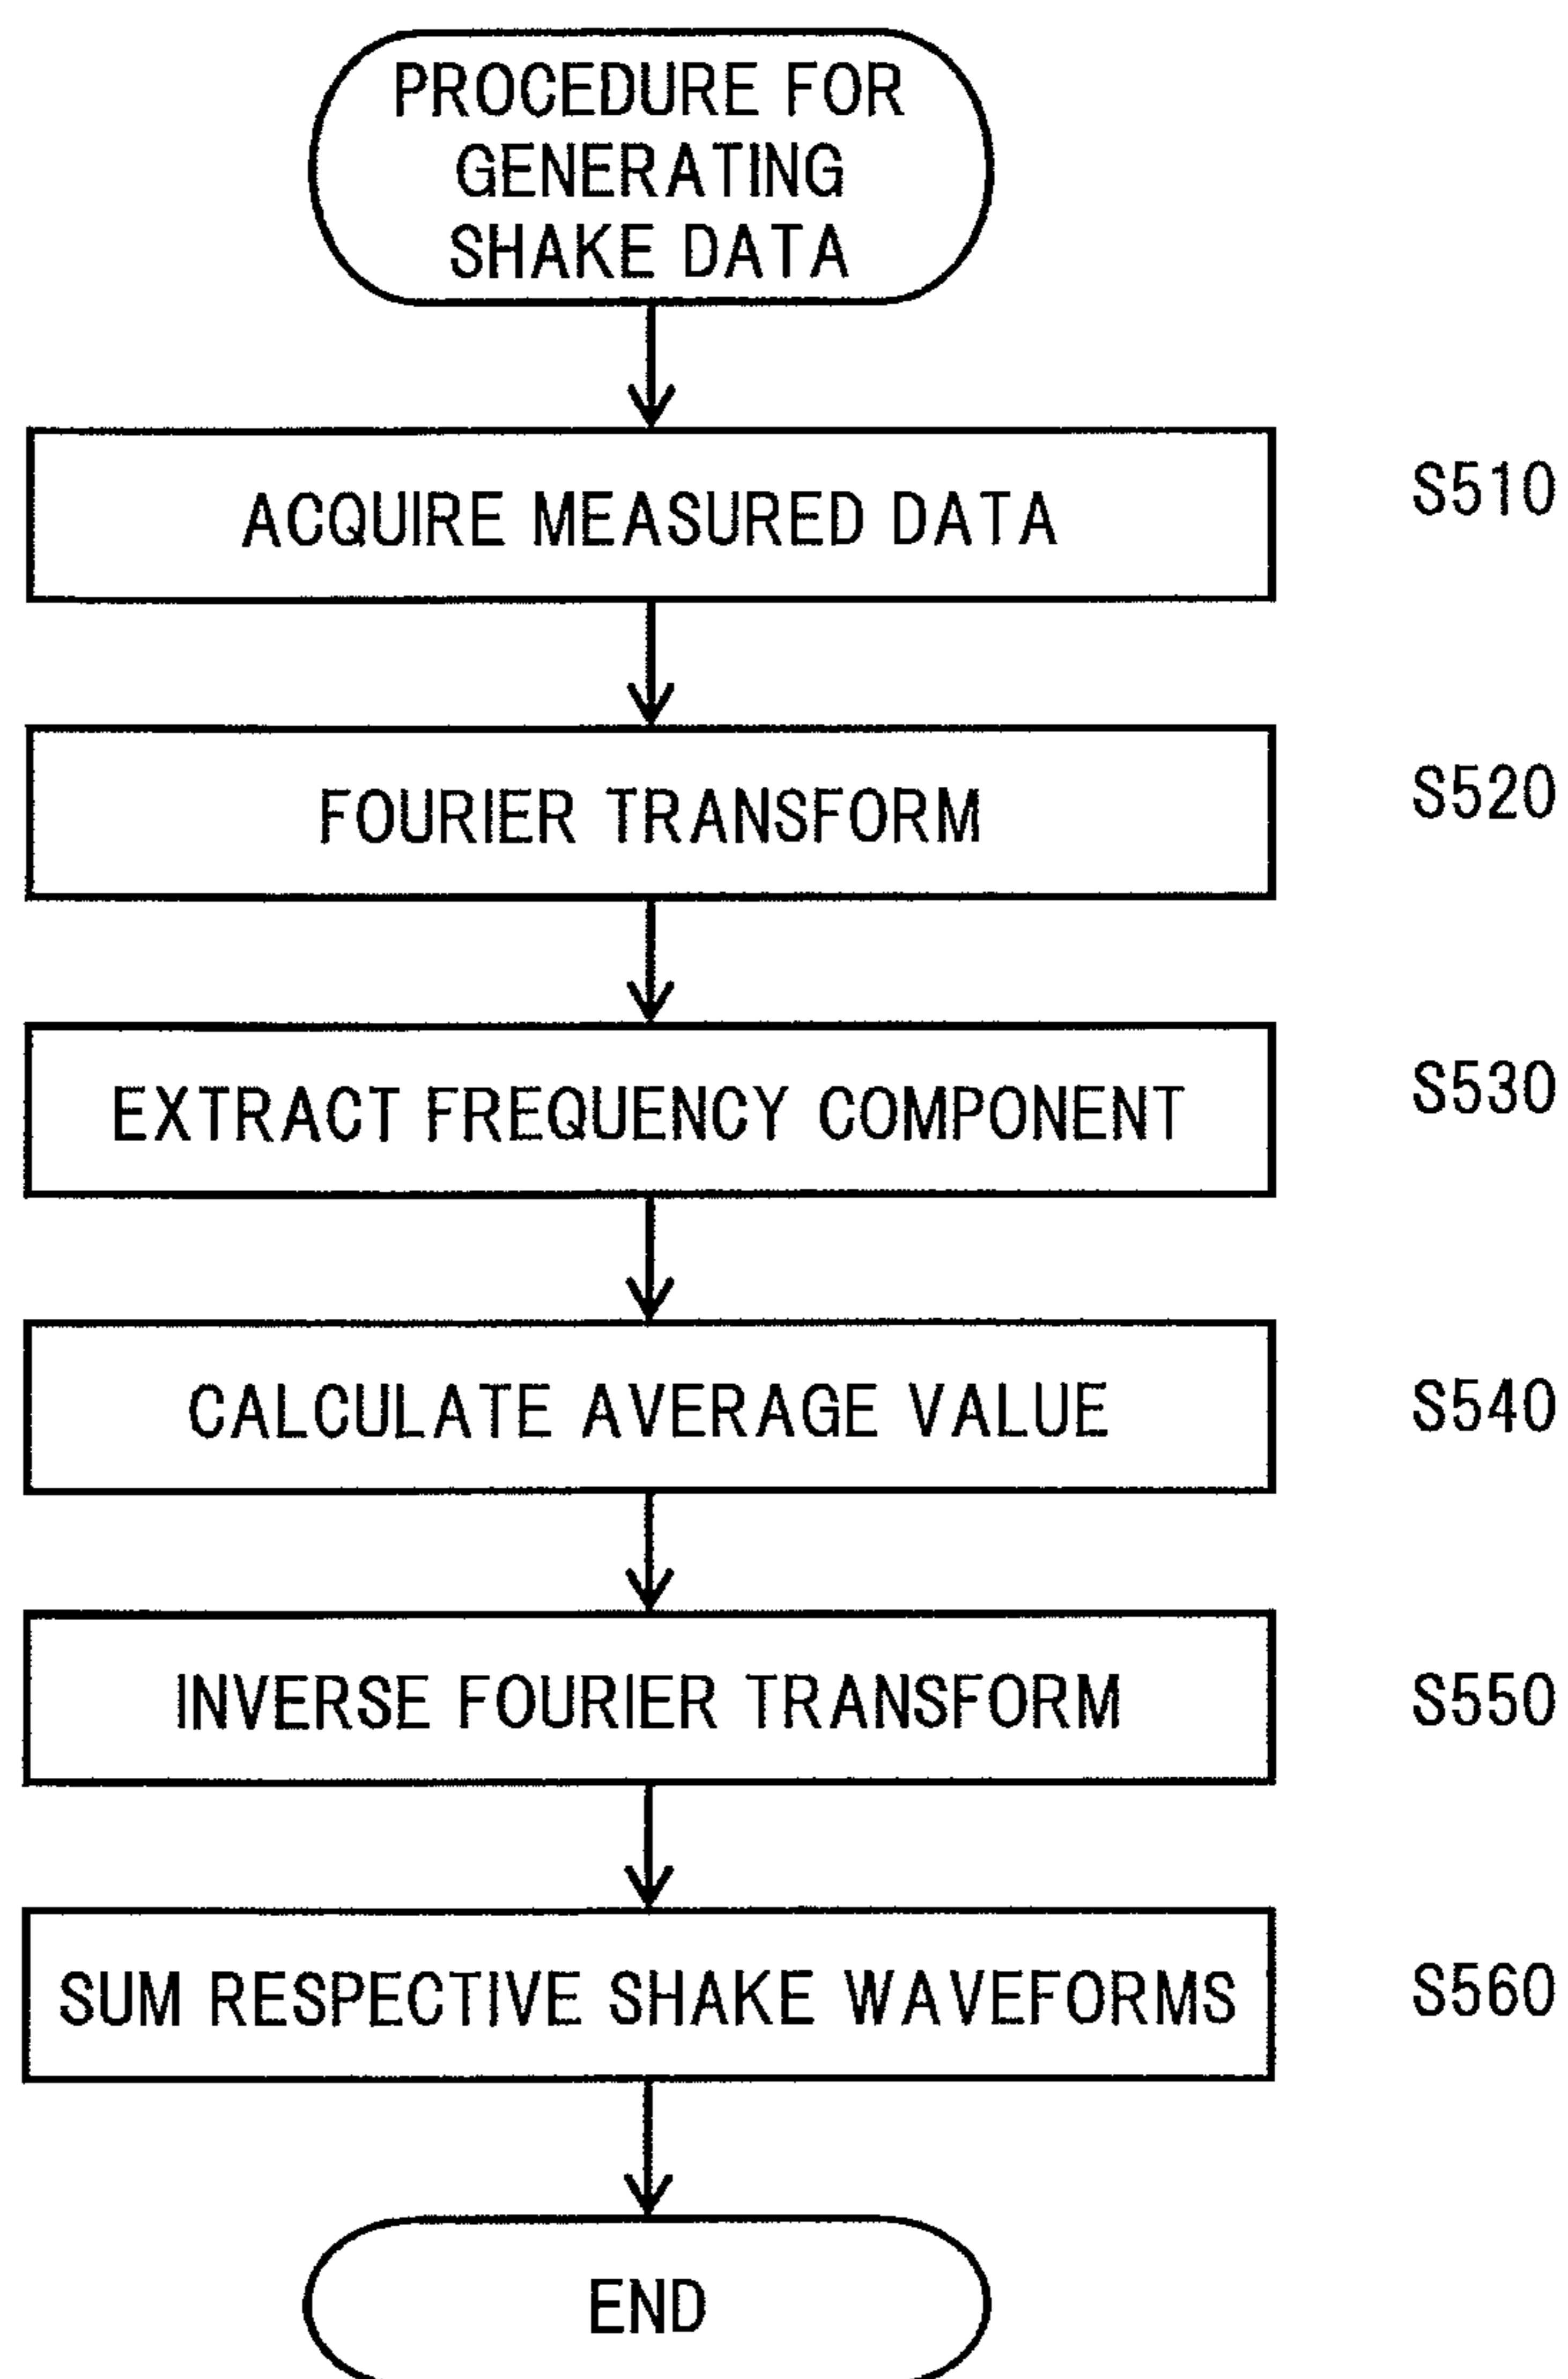 PROCEDURE FOR
GENERATING
SHAKE DATA
ACQUIRE MEASURED DATA
S510
FOURIER TRANSFORM
S520
EXTRACT FREQUENCY COMPONENT
S530
CALCULATE AVERAGE VALUE
S540
INVERSE FOURIER TRANSFORM
S550
SUM RESPECTIVE SHAKE WAVEFORMS
S560
END